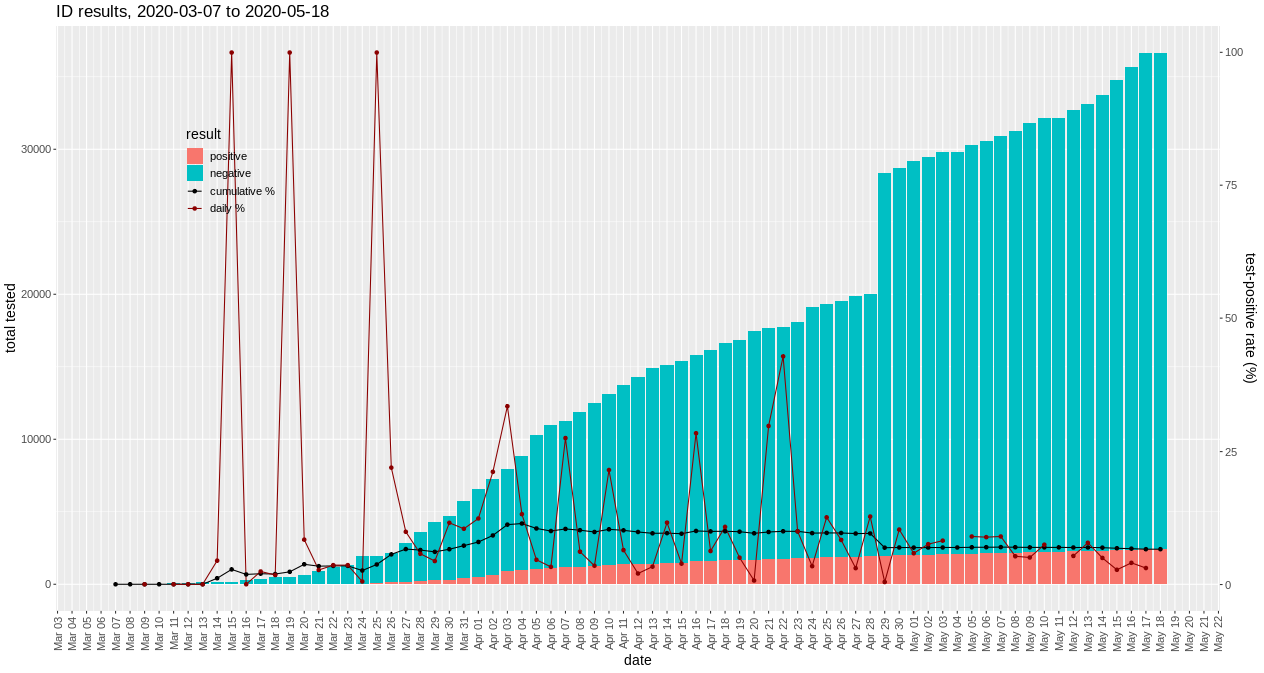 ID results, 2020-03-07 to 2020-05-18
total tested
30000
20000
10000
0
result
positive
negative
cumulative %
daily %
100
75
50
25
0
test-positive rate (%)
Mar 03
Mar 04
Mar 05
Mar 06
Mar 07
Mar 08
Mar 09
Mar 10
Mar 11
Mar 12
Mar 13
Mar 14
Mar 15
Mar 16
Mar 17
Mar 18
Mar 19
Mar 20
Mar 21
Mar 22
Mar 23
Mar 24
Mar 25
Mar 26
Mar 27
Mar 28
Mar 29
Mar 30
Mar 31
Apr 01
Apr 02
Apr 03
Apr 04
Apr 05
Apr 06
Apr 07
Apr 08
Apr 09
Apr 10
Apr 11
Apr 12
Apr 13
Apr 14
Apr 15
Apr 16
Apr 17
Apr 18
Apr 19
Apr 20
Apr 21
Apr 22
Apr 23
Apr 24
Apr 25
Apr 26
Apr 27
Apr 28
Apr 29
Apr 30
May 01
May 02
May 03
May 04
May 05
May 06
May 07
May 08
May 09
May 10
May 11
May 12
May 13
May 14
May 15
May 16
May 17
May 18
May 19
May 20
May 21
May 22
date